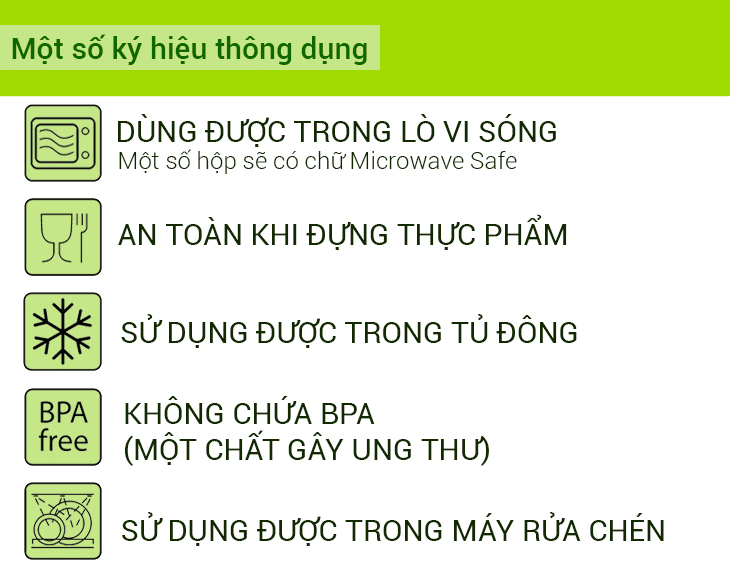 Một số ký hiệu thông dụng
DÙNG ĐƯỢC TRONG LÒ VI SÓNG
Một số hộp sẽ có chữ Microwave Safe
AN TOÀN KHI ĐỰNG THỰC PHẨM
SỬ DỤNG ĐƯỢC TRONG TỦ ĐÔNG
BPA
free
KHÔNG CHỨA BPA
(MỘT CHẤT GÂY UNG THƯ)
SỬ DỤNG ĐƯỢC TRONG MÁY RỬA CHÉN